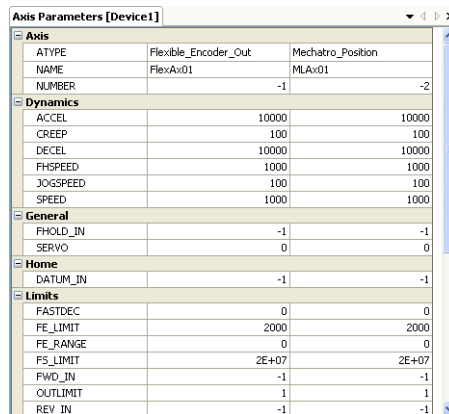 Axis Parameters [Device1]
Axis
ATYPE Flexible_Encoder_Out Mechatro_Position
NAME FlexAx01 MLAx01
NUMBER -1 -2
Dynamics
ACCEL 10000 10000
CREEP 100 100
DECEL 10000 10000
FHSPEED 1000 1000
JOGSPEED 100 100
SPEED 1000 1000
General
FHOLD_IN -1 -1
SERVO 0 0
Home
DATUM_IN -1 -1
Limits
FASTDEC 0 0
FE_LIMIT 2000 2000
FE_RANGE 0 0
FS_LIMIT 2E+07 2E+07
FWD_IN -1 -1
OUTLIMIT 1 1
REV_IN -1 -1